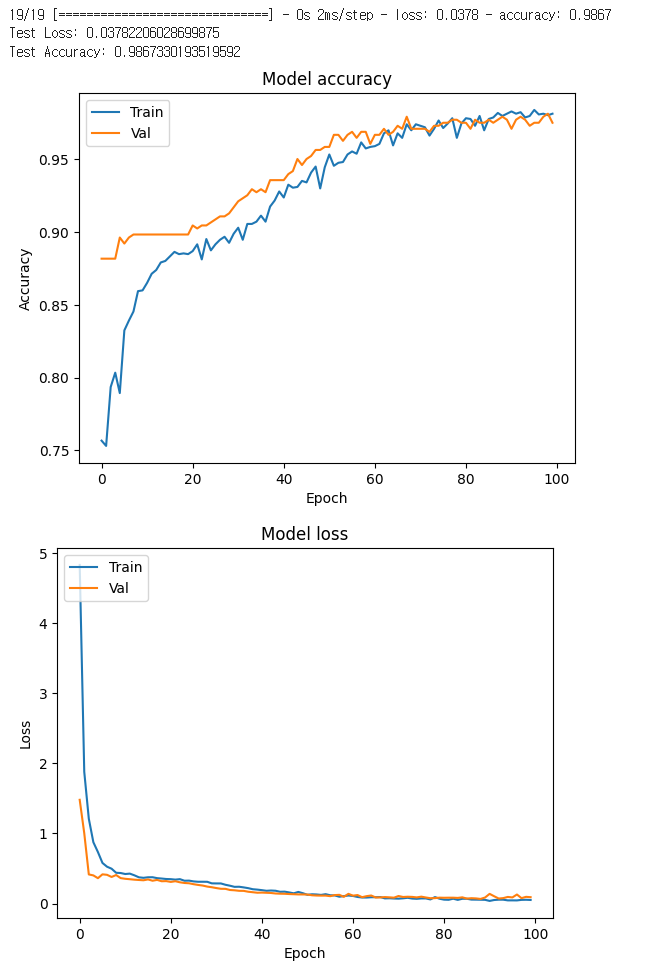 19/19 [==============================] - 0s 2ms/step - loss: 0.0378 - accuracy: 0.9867
Test Loss: 0.03782206028699875
Test Accuracy: 0.9867330193519592
Model accuracy
Train
Val
0.95
0.90
0.85
0.80
0.75
Accuracy
0 20 40 60 80 100
Epoch
Model loss
Train
Val
5
4
3
2
1
0
Loss
0 20 40 60 80 100
Epoch